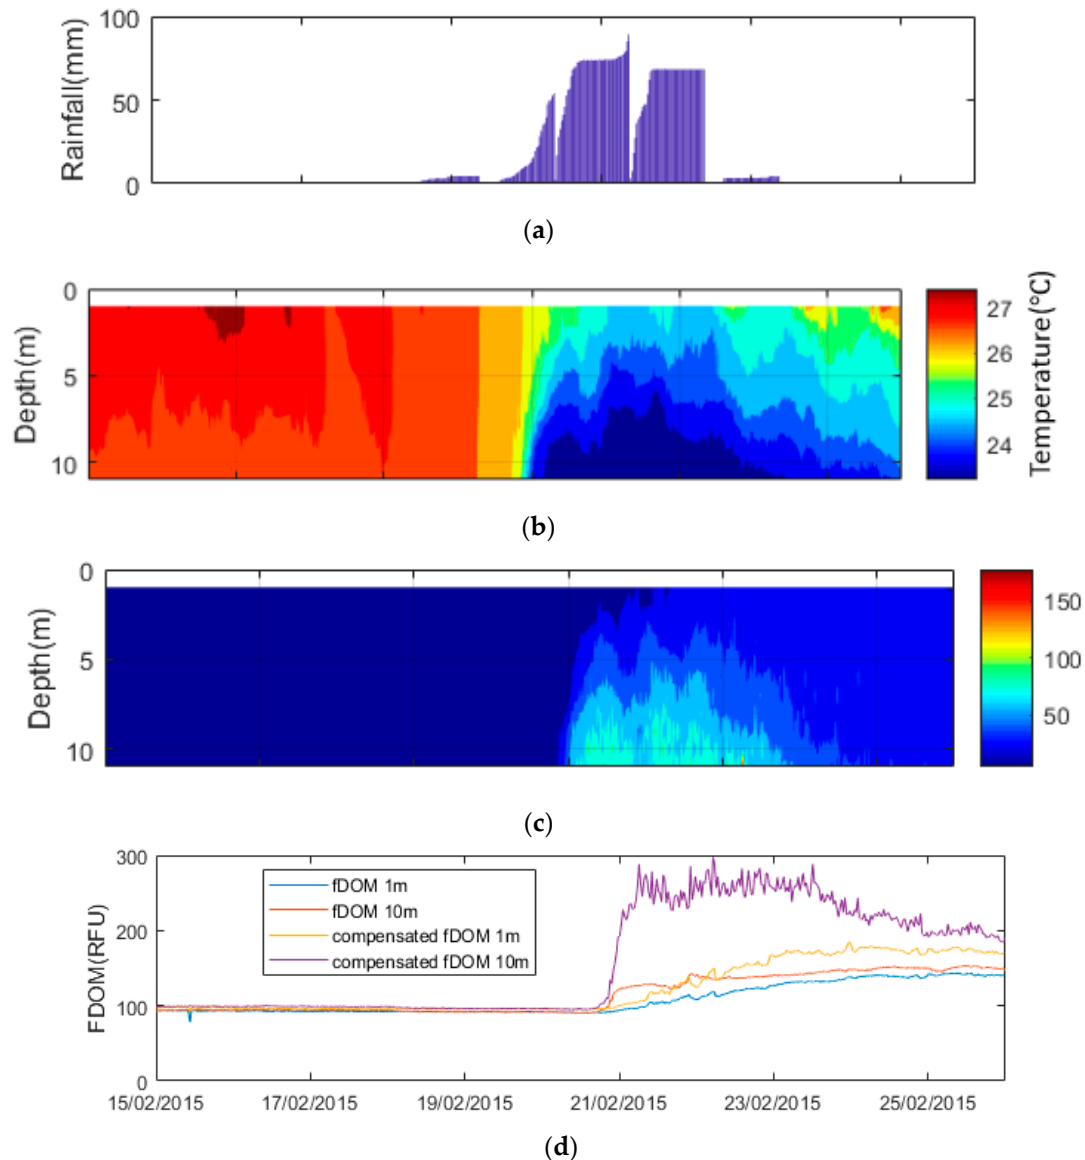 100
50
0
Rainfall(mm)
(a)
0
5
10
Depth(m)
27
26
25
24
Temperature(°C)
(b)
0
5
10
Depth(m)
150
100
50
(c)
300
200
100
0
FDOM(RFU)
fDOM 1m
fDOM 10m
compensated fDOM 1m
compensated fDOM 10m
15/02/2015 17/02/2015 19/02/2015 21/02/2015 23/02/2015 25/02/2015
(d)